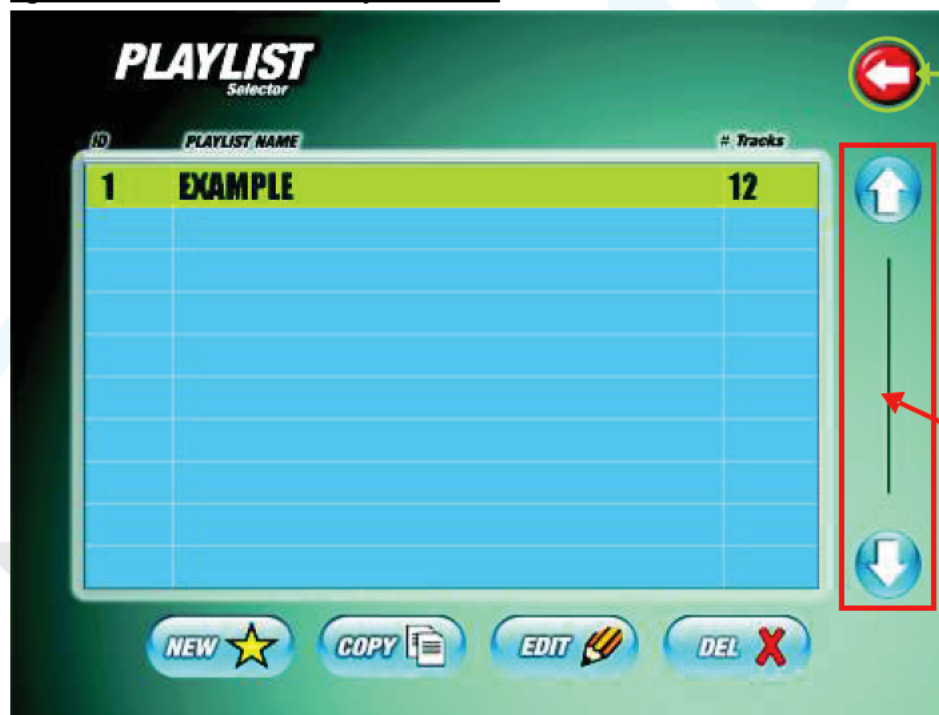 PLAYLIST
Selector
ID PLAYLIST NAME # Tracks
1 EXAMPLE 12
NEW COPY EDIT DEL